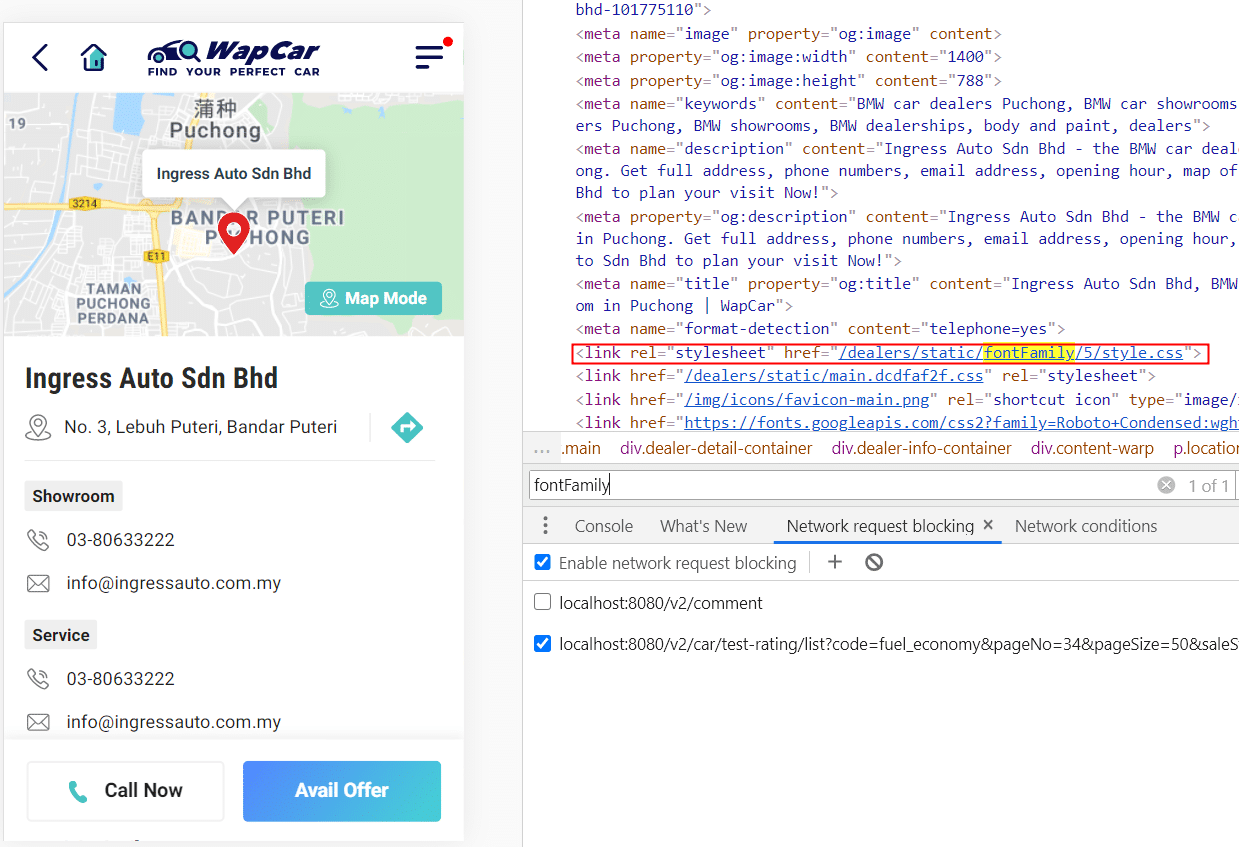 WapCar
FIND YOUR PERFECT CAR
19
蒲种
Puchong
Ingress Auto Sdn Bhd
3214
BANDAR PUTERI
PUCHONG
E11
TAMAN
PUCHONG
PERDANA
Map Mode
Ingress Auto Sdn Bhd
No. 3, Lebuh Puteri, Bandar Puteri
Showroom
03-80633222
info@ingressauto.com.my
Service
03-80633222
info@ingressauto.com.my
Call Now
Avail Offer
bhd-101775110">
<meta name="image" property="og:image" content>
<meta property="og:image:width" content="1400">
<meta property="og:image:height" content="788">
<meta name="keywords" content="BMW car dealers Puchong, BMW car showrooms
ers Puchong, BMW showrooms, BMW dealerships, body and paint, dealers">
<meta name="description" content="Ingress Auto Sdn Bhd - the BMW car deal
ong. Get full address, phone numbers, email address, opening hour, map of
Bhd to plan your visit Now!">
<meta property="og:description" content="Ingress Auto Sdn Bhd - the BMW c
in Puchong. Get full address, phone numbers, email address, opening hour,
to Sdn Bhd to plan your visit Now!">
<meta name="title" property="og:title" content="Ingress Auto Sdn Bhd, BMW
om in Puchong | WapCar">
<meta name="format-detection" content="telephone=yes">
<link rel="stylesheet" href="/dealers/static/fontFamily/5/style.css">
<link href="/dealers/static/main.dcdfaf2f.css" rel="stylesheet">
<link href="/img/icons/favicon-main.png" rel="shortcut icon" type="image/
<link href="https://fonts.googleapis.com/css2?family=Roboto+Condensed:wgh
... .main div.dealer-detail-container div.dealer-info-container div.content-warp p.location
fontFamily 1 of 1
Console What's New Network request blocking × Network conditions
Enable network request blocking
localhost:8080/v2/comment
localhost:8080/v2/car/test-rating/list?code=fuel_economy&pageNo=34&pageSize=50&saleS